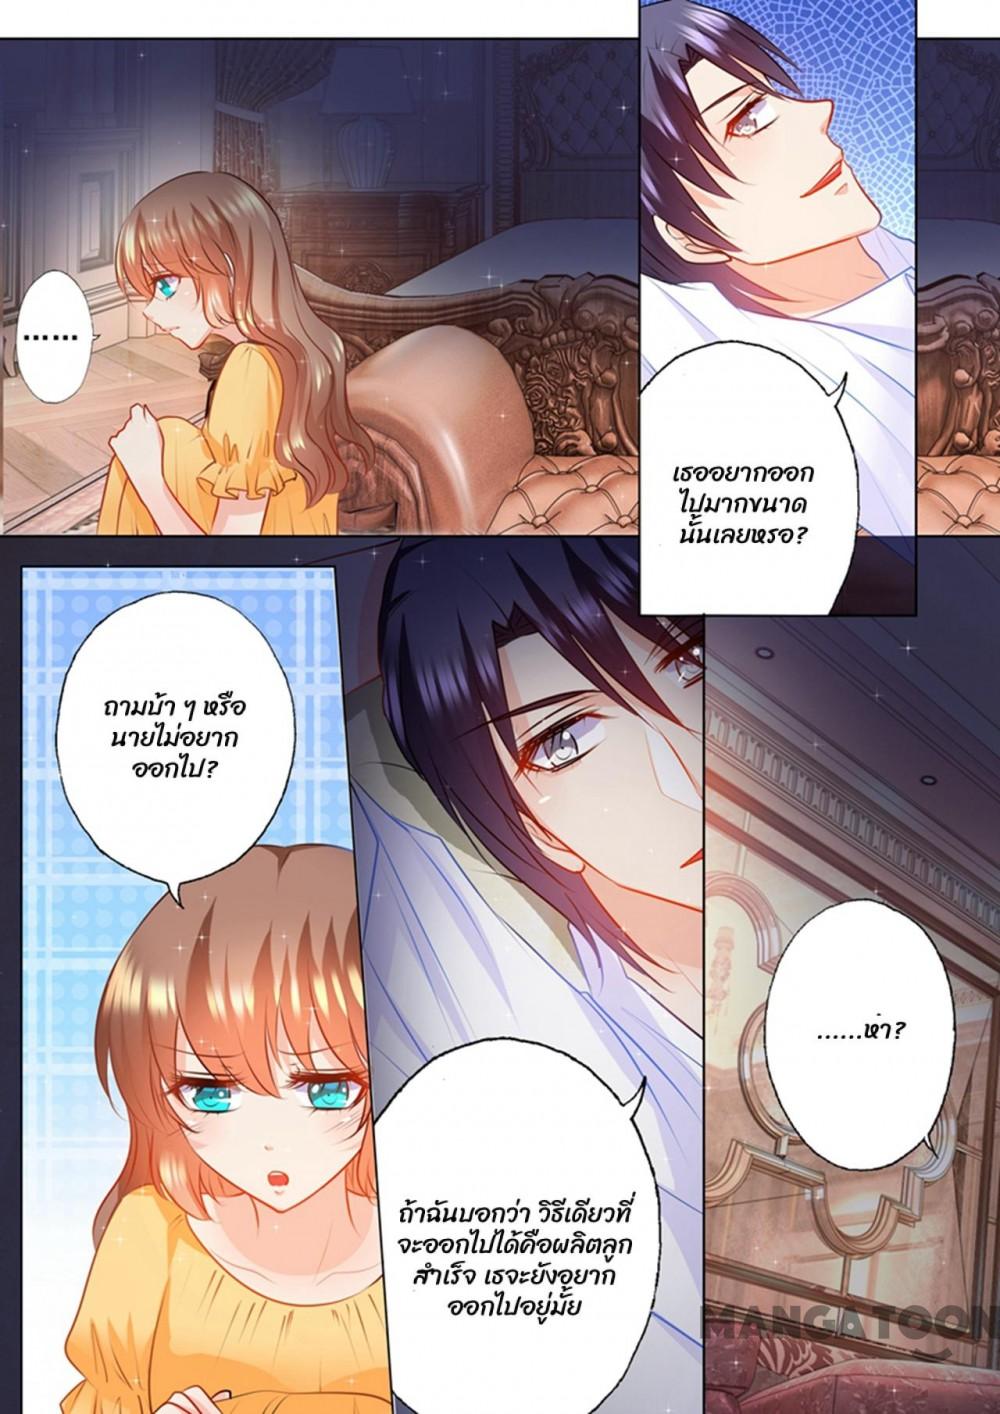 ……
เธออยากออก
ไปมากขนาด
นั้นเลยหรอ?
ถามบ้า ๆ หรือ
นายไม่อยาก
ออกไป?
ถ้าฉันบอกว่า วิธีเดียวที่
จะออกไปได้คือผลิตลูก
สำเร็จ เธจะยังอยาก
ออกไปอยู่มั้ย
……ห๋า?
MANGATOON